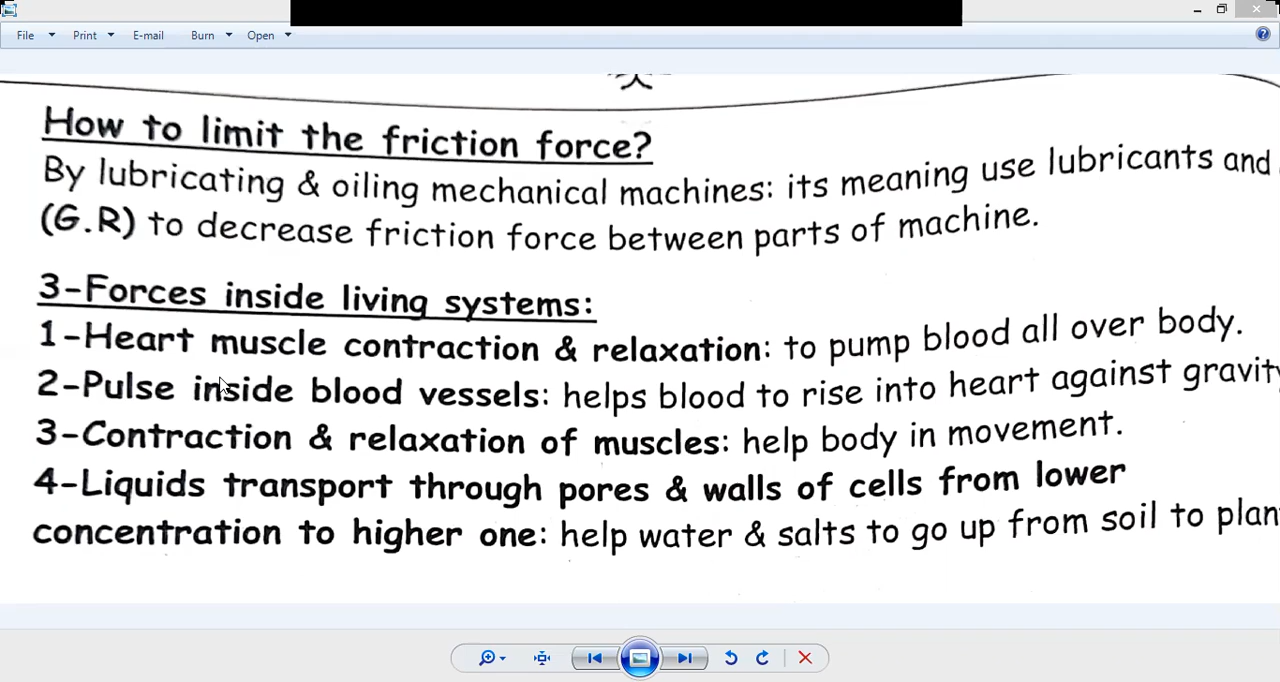 File Print E-mail Burn Open
How to limit the friction force?
By lubricating & oiling mechanical machines: its meaning use lubricants and
(G.R) to decrease friction force between parts of machine.
3-Forces inside living systems:
1-Heart muscle contraction & relaxation: to pump blood all over body.
2-Pulse inside blood vessels: helps blood to rise into heart against gravity
3-Contraction & relaxation of muscles: help body in movement.
4-Liquids transport through pores & walls of cells from lower
concentration to higher one: help water & salts to go up from soil to plan